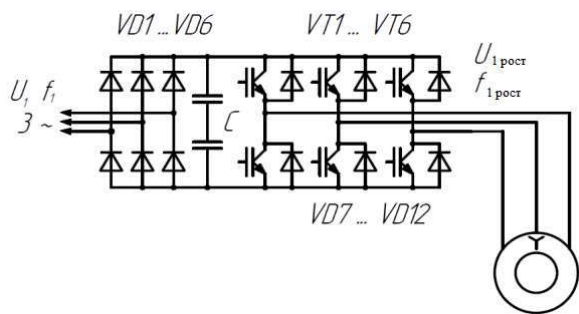 VD1...VD6
VT1... VT6
U₁ f₁
3 ~
C
U₁ рост
f₁ рост
VD7... VD12